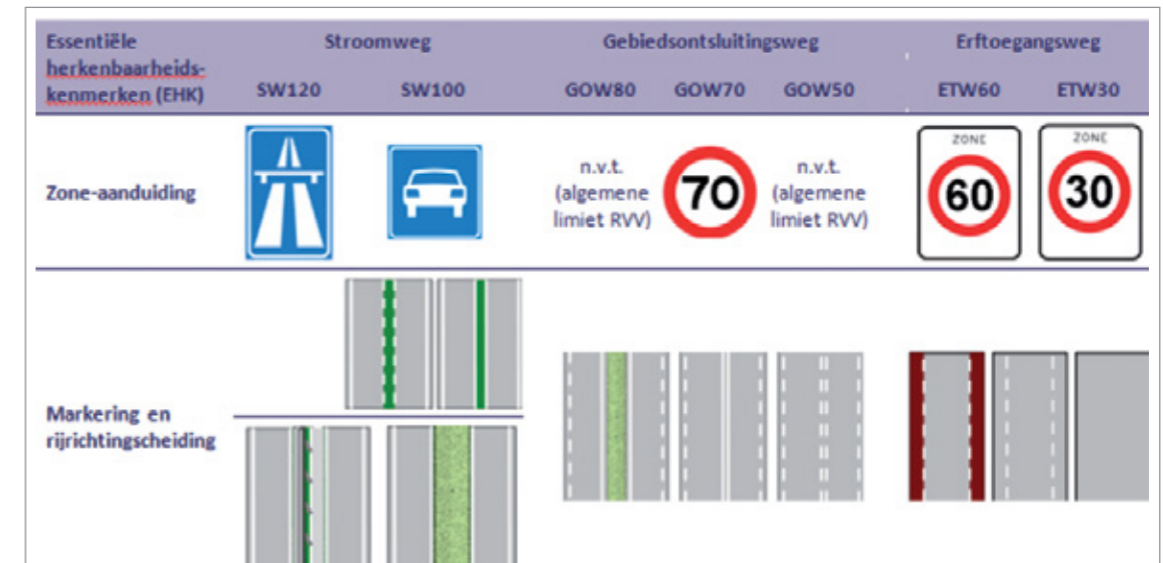 Essentiële
herkenbaarheids-
kenmerken (EHK)
Stroomweg
Gebiedsontsluitingsweg
Erftoegangsweg
SW120
SW100
GOW80
GOW70
GOW50
ETW60
ETW30
Zone-aanduiding
n.v.t.
(algemene
limiet RVV)
70
n.v.t.
(algemene
limiet RVV)
ZONE
60
ZONE
30
Markering en
rijrichtingscheiding